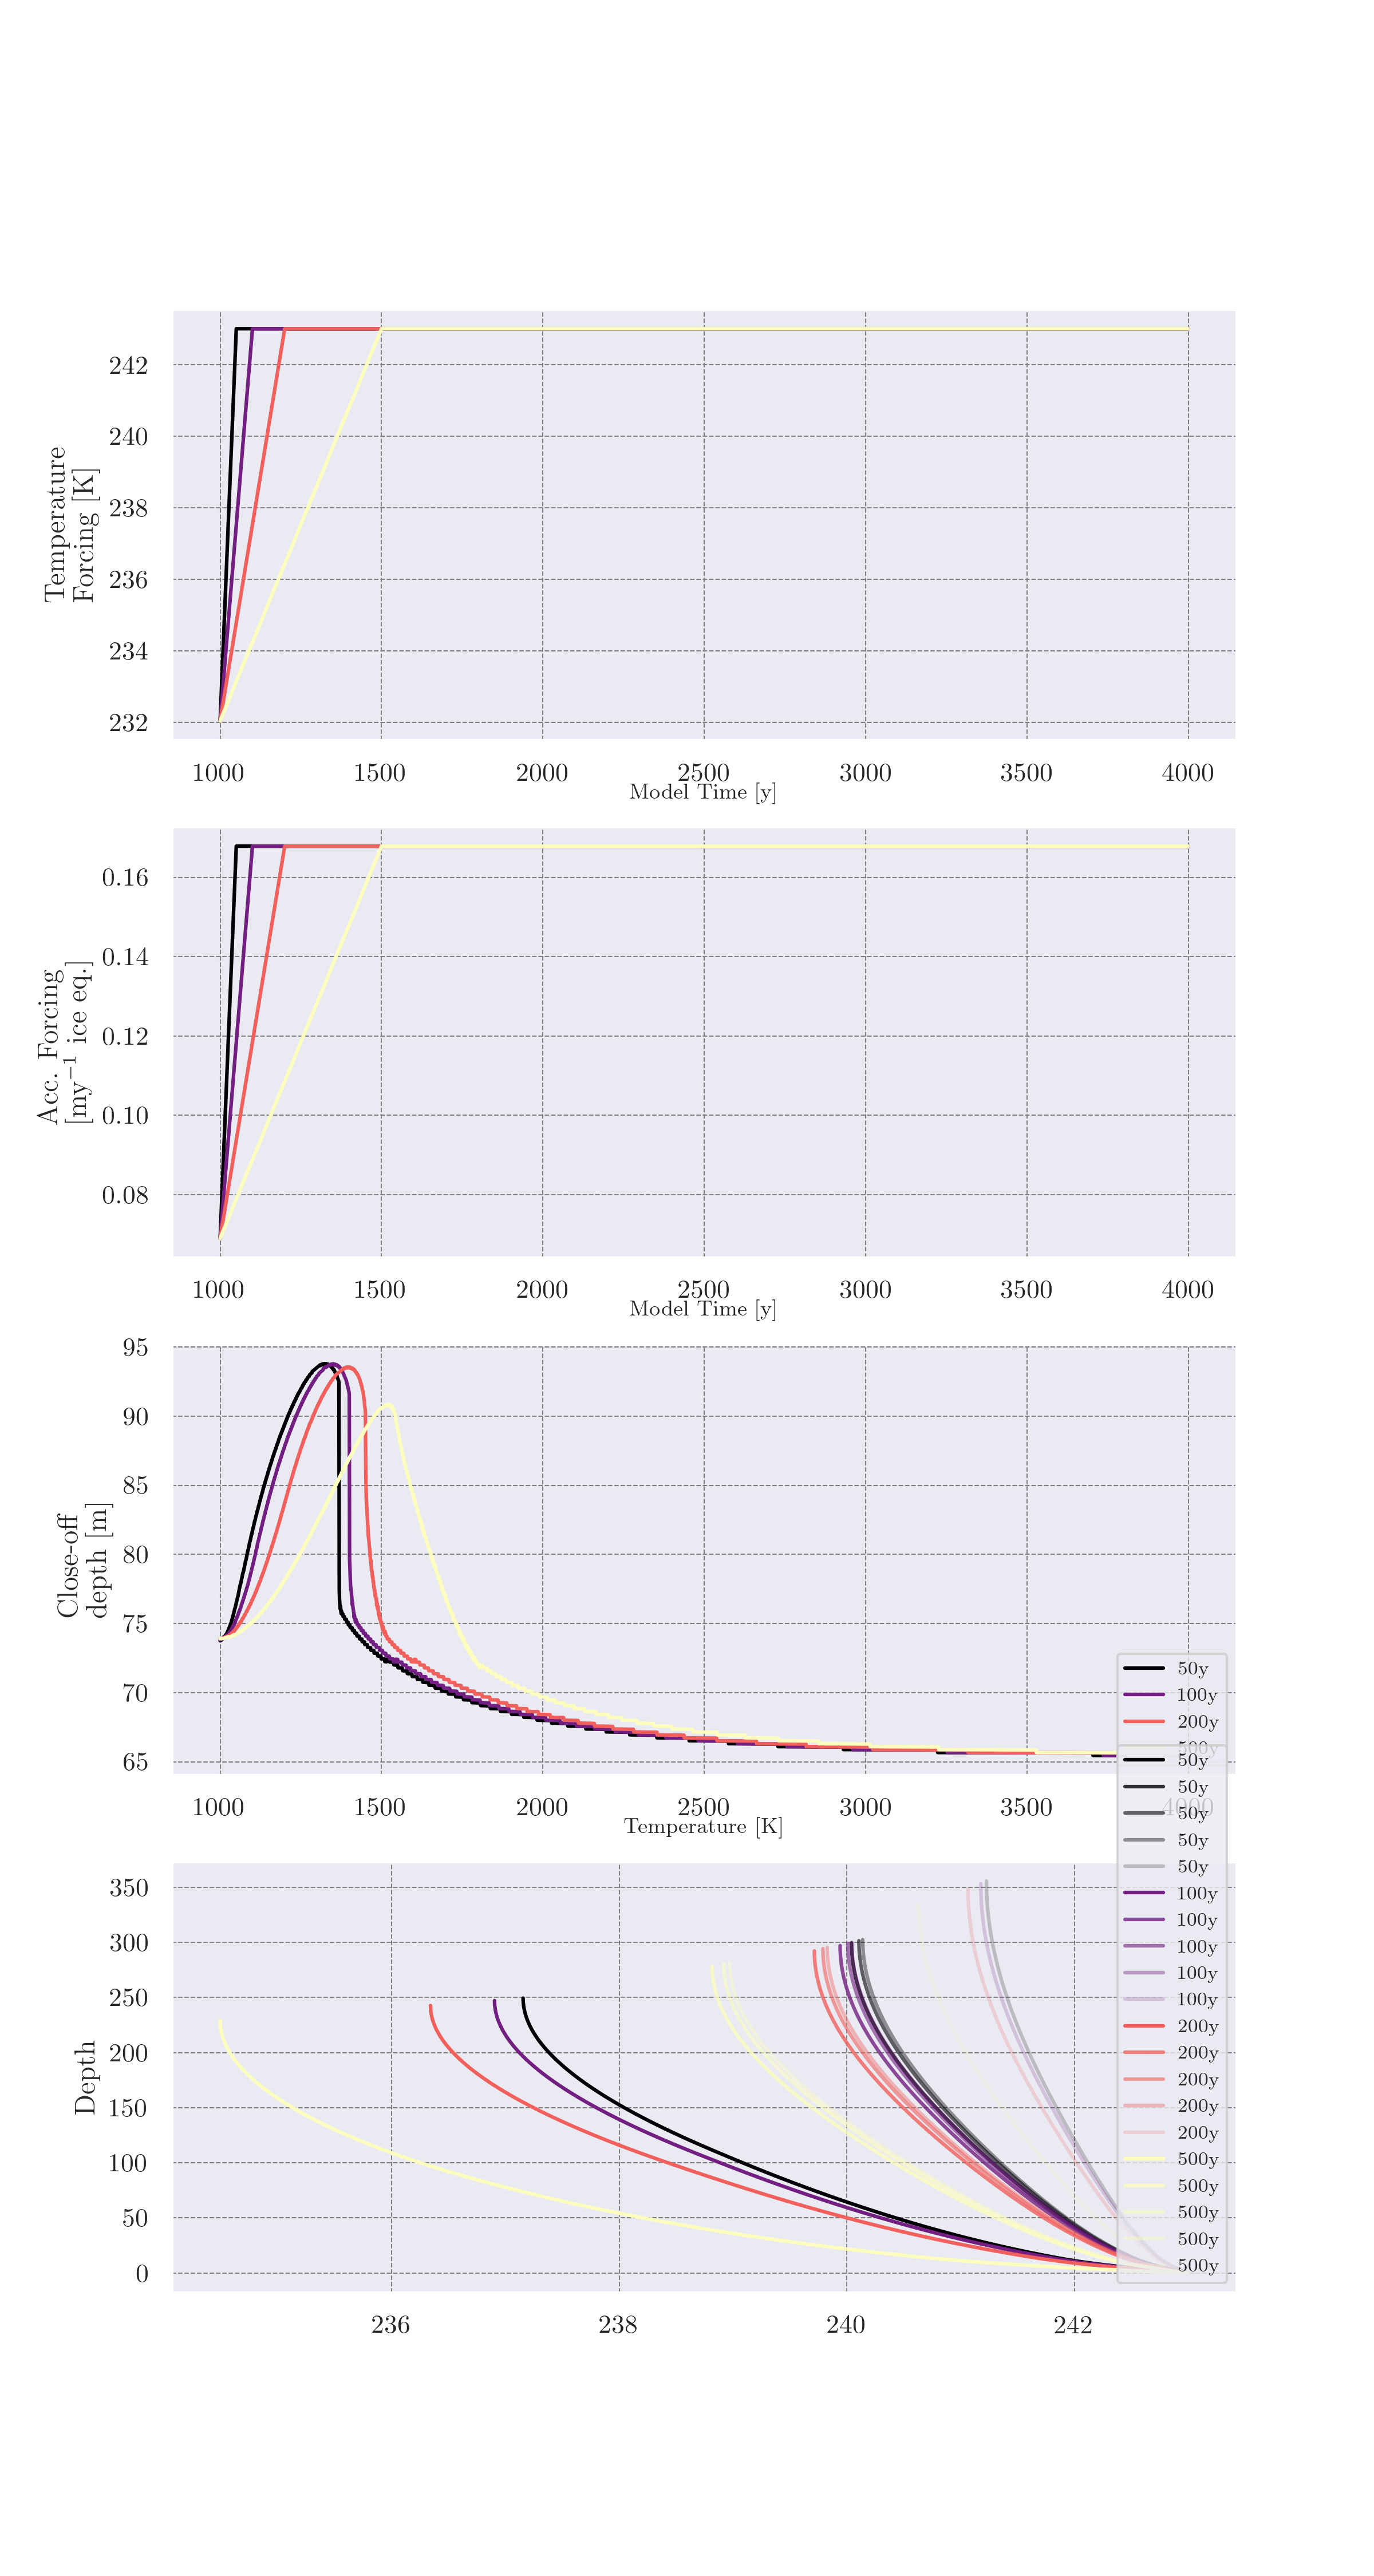 Temperature
Forcing [K]
242
240
238
236
234
232
1000 1500 2000 2500 3000 3500 4000
Model Time [y]
Acc. Forcing
[my⁻¹ ice eq.]
0.16
0.14
0.12
0.10
0.08
1000 1500 2000 2500 3000 3500 4000
Model Time [y]
Close-off
depth [m]
95
90
85
80
75
70
65
50y
100y
200y
500y
1000 1500 2000 2500 3000 3500 4000
Temperature [K]
Depth
350
300
250
200
150
100
50
0
236 238 240 242
50y
50y
50y
50y
50y
100y
100y
100y
100y
100y
200y
200y
200y
200y
200y
500y
500y
500y
500y
500y